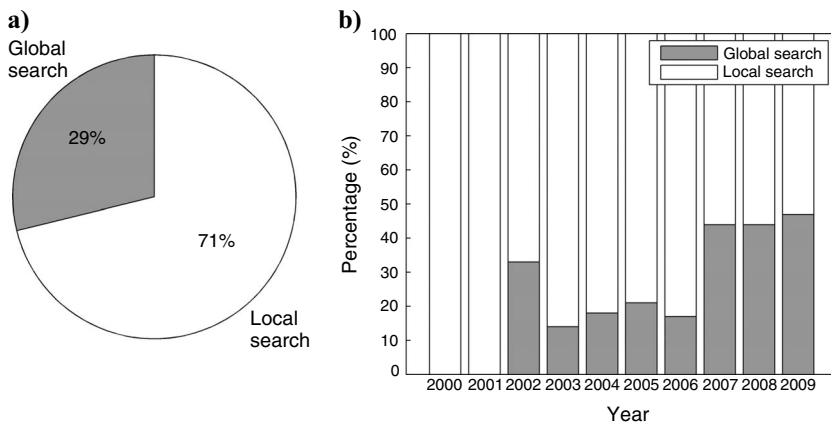 a)
Global
search
29%
71%
Local
search
b)
100
90
80
70
60
50
40
30
20
10
0
Percentage (%)
Global search
Local search
2000 2001 2002 2003 2004 2005 2006 2007 2008 2009
Year